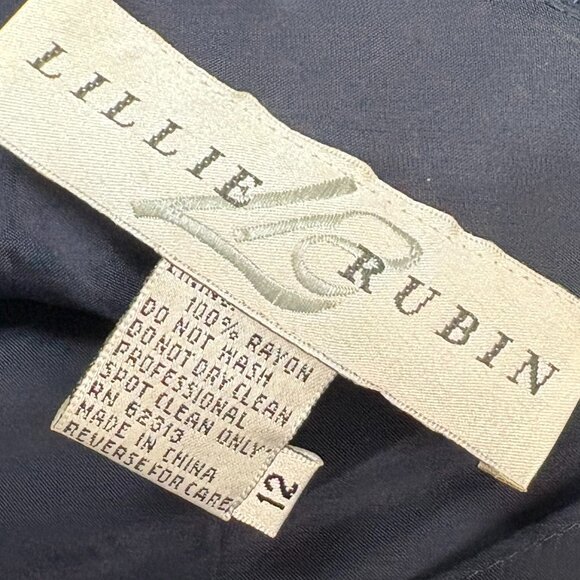 LILLIE RUBIN
LR
100% RAYON
DO NOT WASH
DO NOT DRY CLEAN
PROFESSIONAL
SPOT CLEAN ONLY
RN 62313
MADE IN CHINA
REVERSE FOR CARE
12